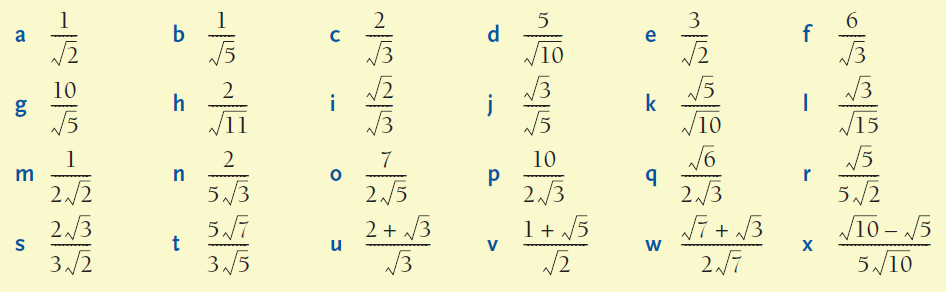 a 1/√2 b 1/√5 c 2/√3 d 5/√10 e 3/√2 f 6/√3
g 10/√5 h 2/√11 i √2/√3 j √3/√5 k √5/√10 l √3/√15
m 1/2√2 n 2/5√3 o 7/2√5 p 10/2√3 q √6/2√3 r √5/5√2
s 2√3/3√2 t 5√7/3√5 u 2 + √3/√3 v 1 + √5/√2 w √7 + √3/2√7 x √10 – √5/5√10